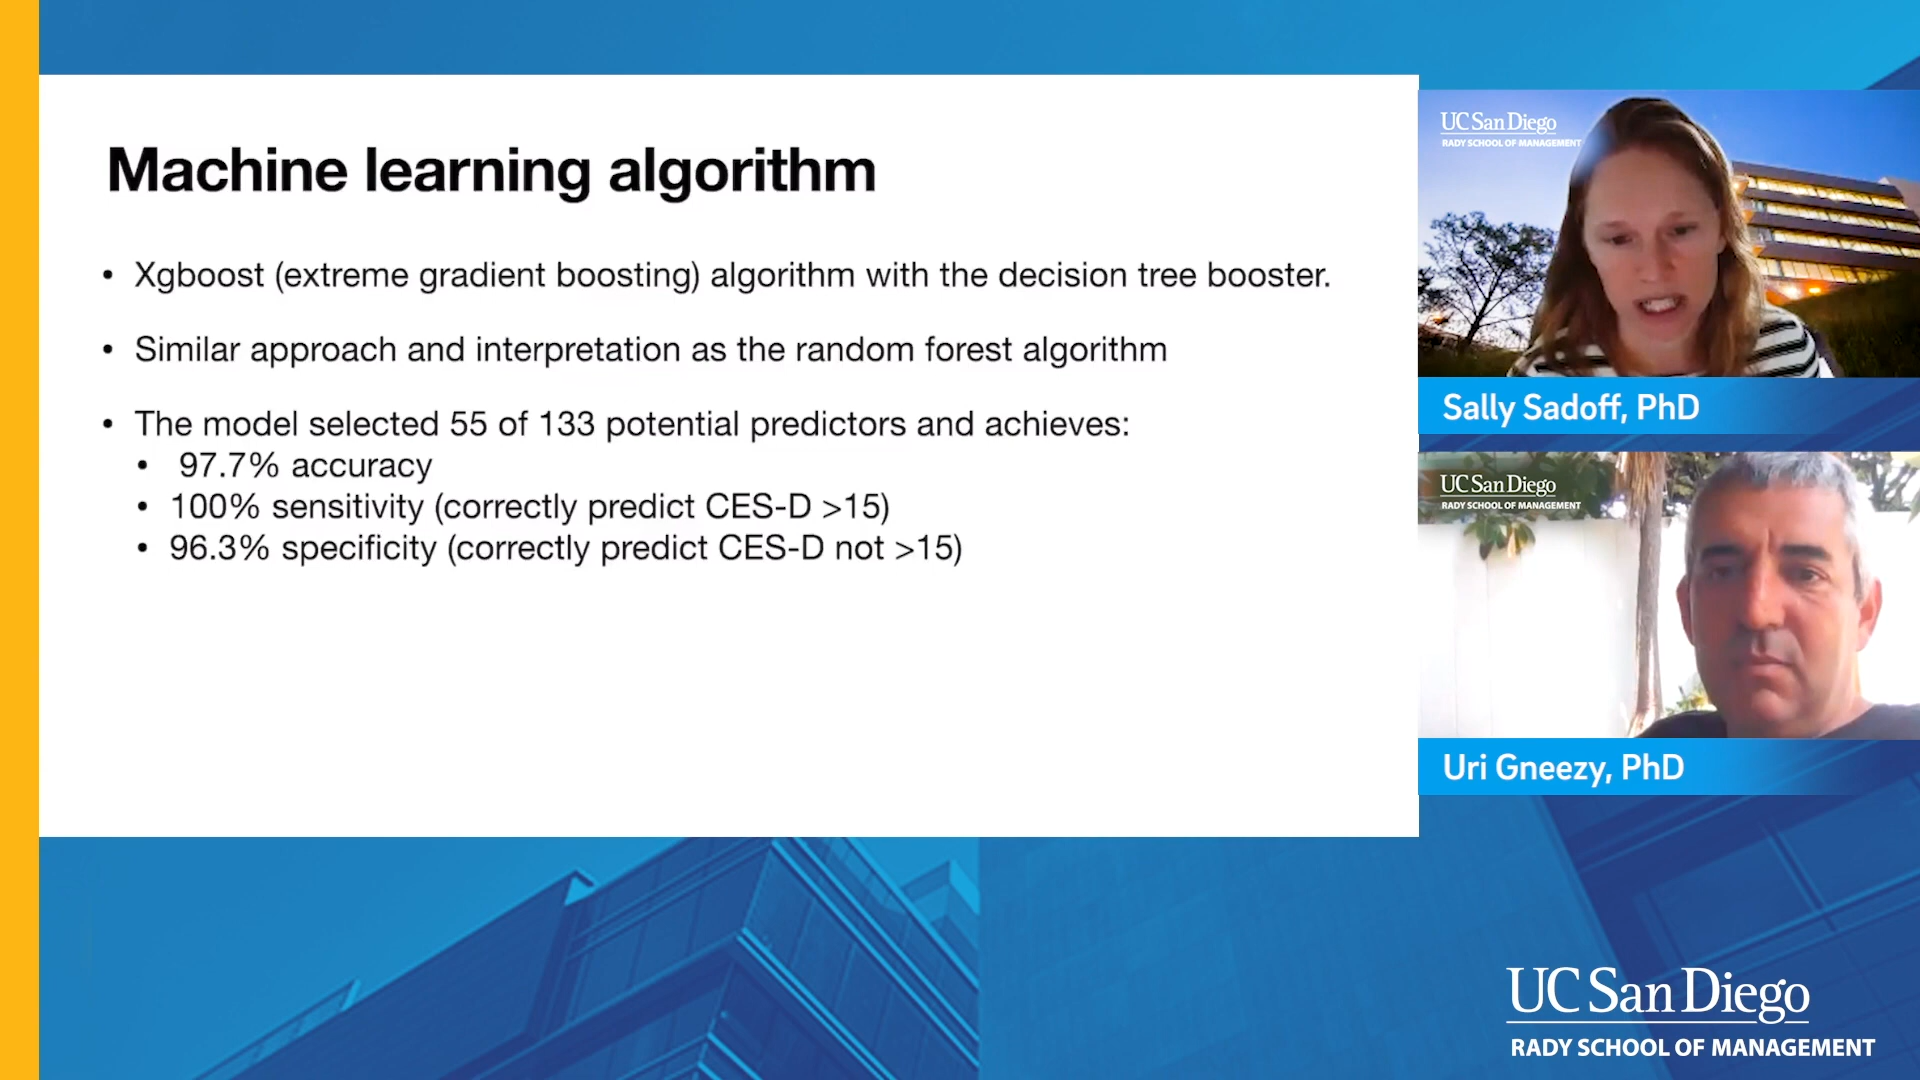 Machine learning algorithm
• Xgboost (extreme gradient boosting) algorithm with the decision tree booster.
• Similar approach and interpretation as the random forest algorithm
• The model selected 55 of 133 potential predictors and achieves:
• 97.7% accuracy
• 100% sensitivity (correctly predict CES-D >15)
• 96.3% specificity (correctly predict CES-D not >15)
UC San Diego
RADY SCHOOL OF MANAGEMENT
Sally Sadoff, PhD
UC San Diego
RADY SCHOOL OF MANAGEMENT
Uri Gneezy, PhD
UC San Diego
RADY SCHOOL OF MANAGEMENT